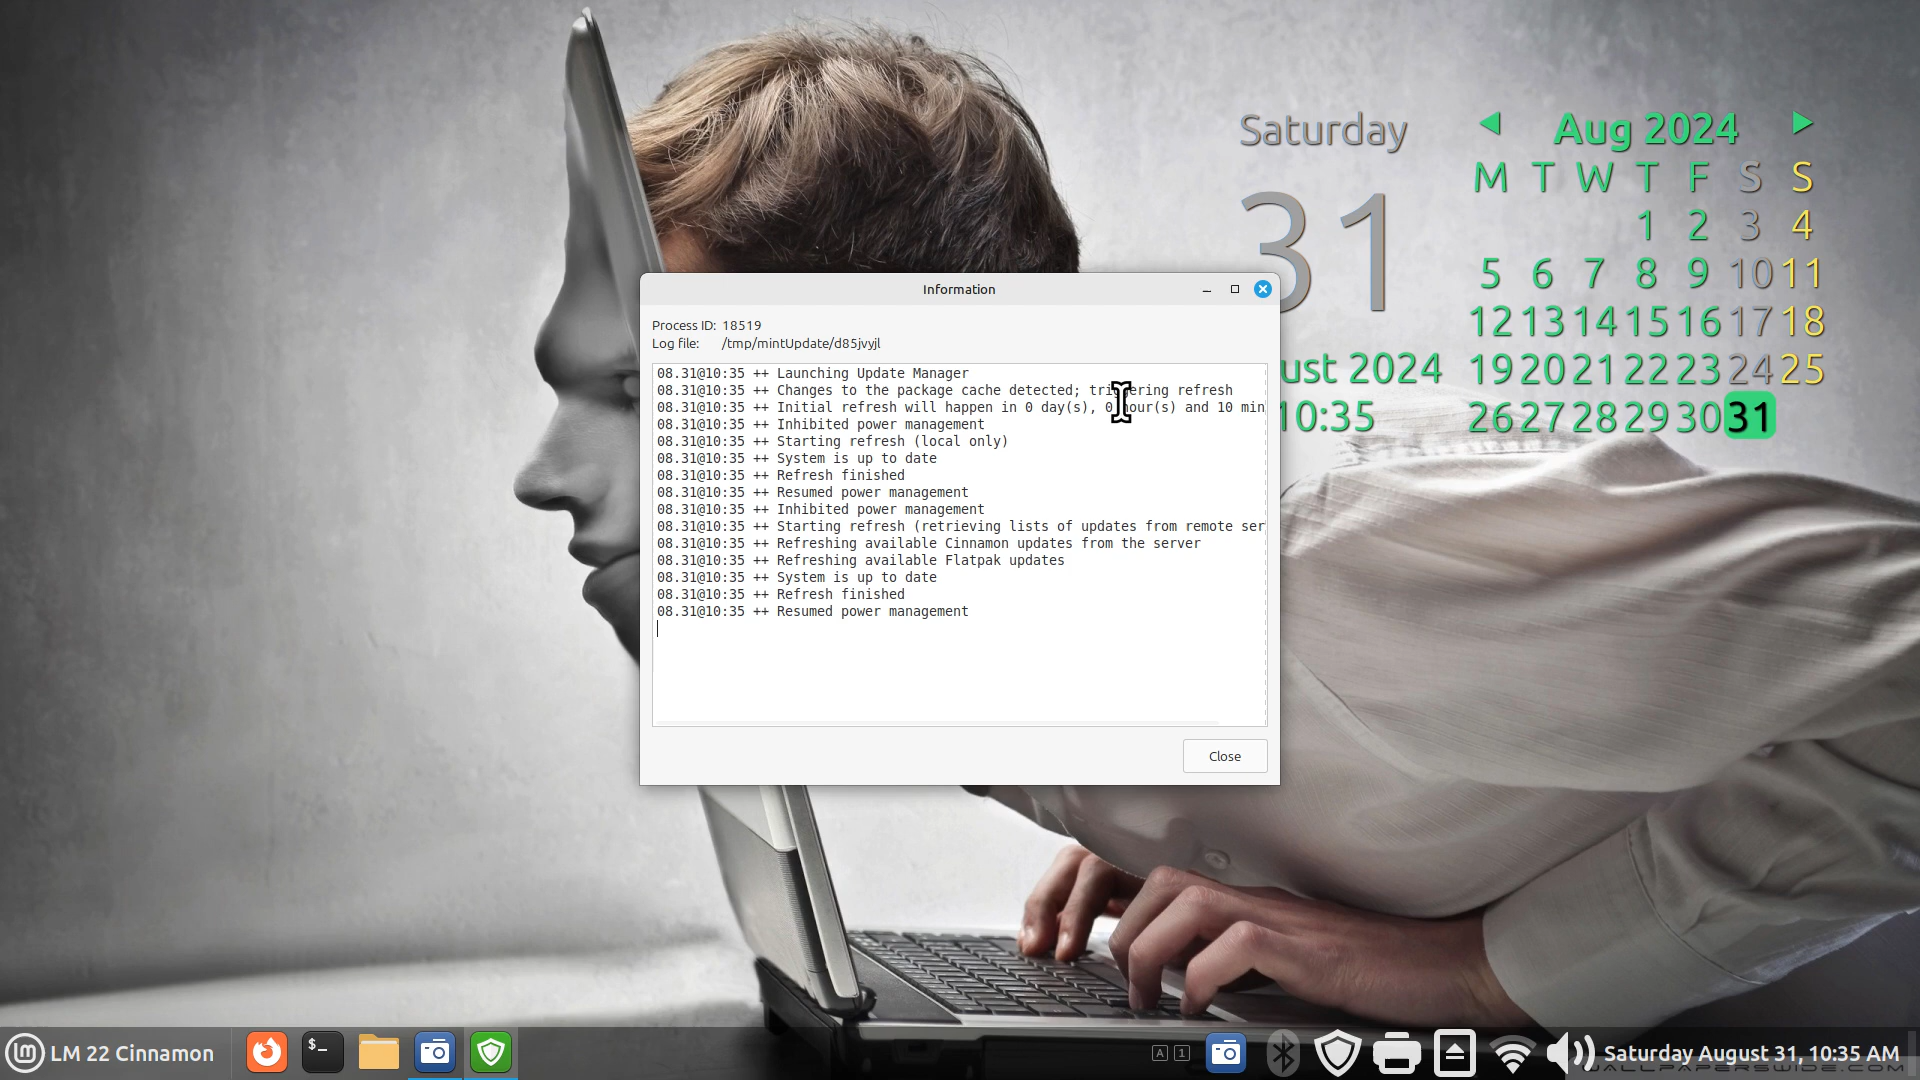 Saturday
31
ust 2024
10:35
Aug 2024
M T W T F S S
1 2 3 4
5 6 7 8 9 10 11
12 13 14 15 16 17 18
19 20 21 22 23 24 25
26 27 28 29 30 31
Information
Process ID: 18519
Log file: /tmp/mintUpdate/d85jvyjl
08.31@10:35 ++ Launching Update Manager
08.31@10:35 ++ Changes to the package cache detected; triggering refresh
08.31@10:35 ++ Initial refresh will happen in 0 day(s), 0 hour(s) and 10 min
08.31@10:35 ++ Inhibited power management
08.31@10:35 ++ Starting refresh (local only)
08.31@10:35 ++ System is up to date
08.31@10:35 ++ Refresh finished
08.31@10:35 ++ Resumed power management
08.31@10:35 ++ Inhibited power management
08.31@10:35 ++ Starting refresh (retrieving lists of updates from remote ser
08.31@10:35 ++ Refreshing available Cinnamon updates from the server
08.31@10:35 ++ Refreshing available Flatpak updates
08.31@10:35 ++ System is up to date
08.31@10:35 ++ Refresh finished
08.31@10:35 ++ Resumed power management
Close
LM 22 Cinnamon
$_
A 1
Saturday August 31, 10:35 AM
WALLPAPERSWIDE.COM